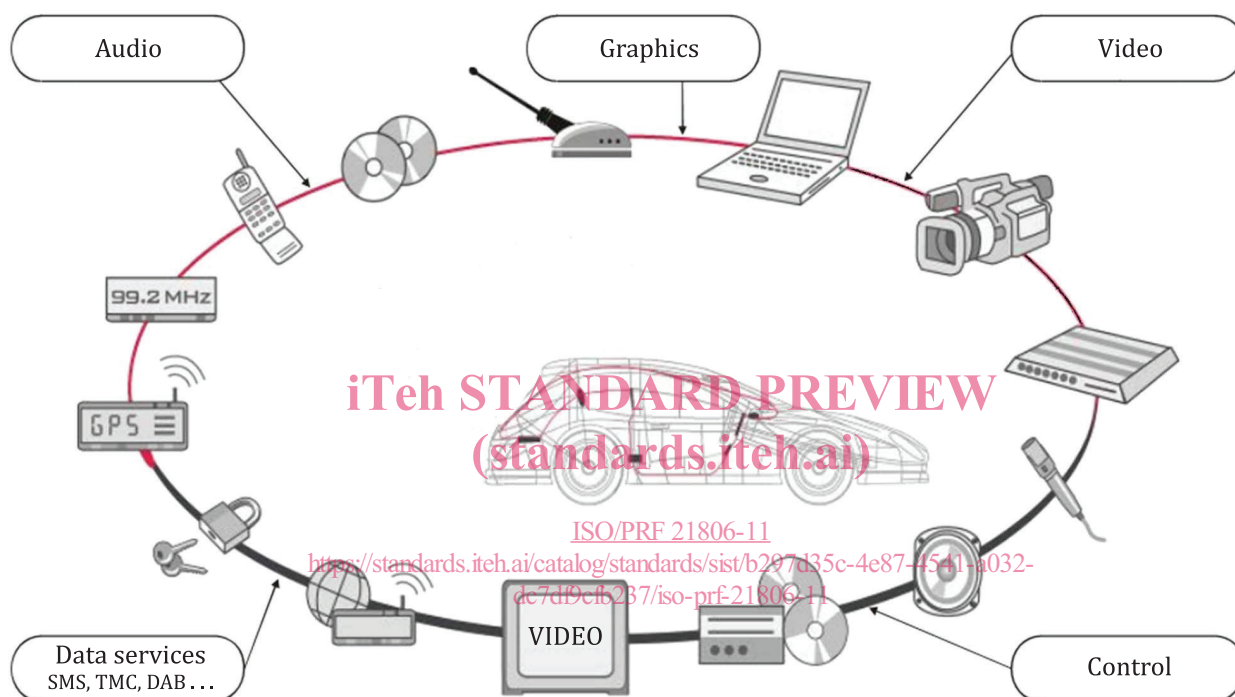 Audio
Graphics
Video
99.2 MHz
GPS
iTeh STANDARD PREVIEW
(standards.iteh.ai)
ISO/PRF 21806-11
https://standards.iteh.ai/catalog/standards/sist/b297d35c-4e87-4541-a032-
dc7df9cfb237/iso-prf-21806-11
VIDEO
Data services
SMS, TMC, DAB ...
Control